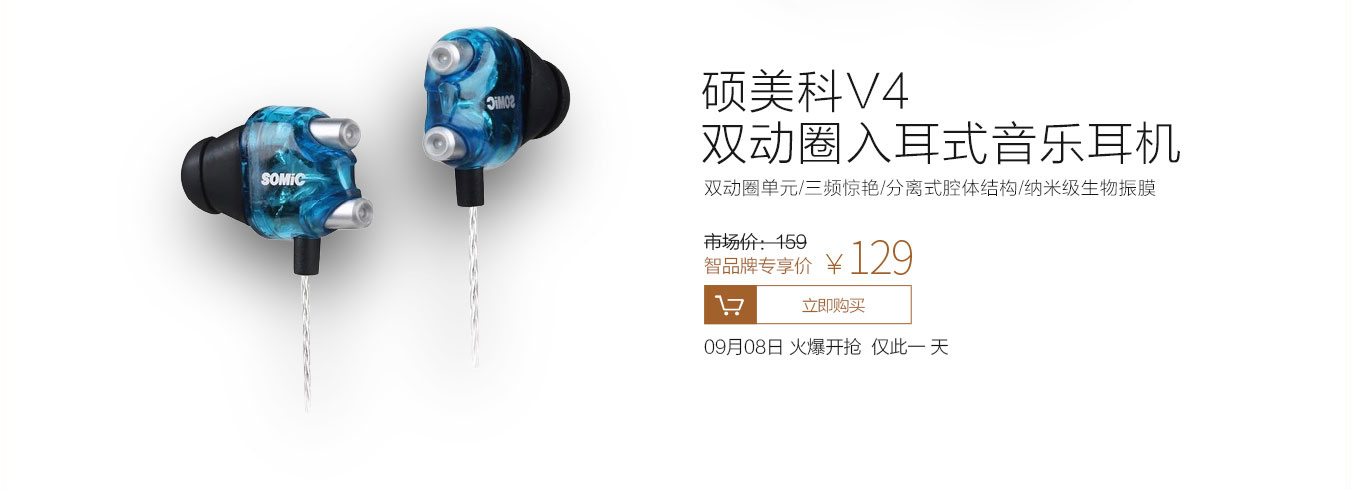 SOMiC
SOMiC
硕美科V4
双动圈入耳式音乐耳机
双动圈单元/三频惊艳/分离式腔体结构/纳米级生物振膜
市场价：159
智品牌专享价 ￥129
立即购买
09月08日 火爆开抢 仅此一 天